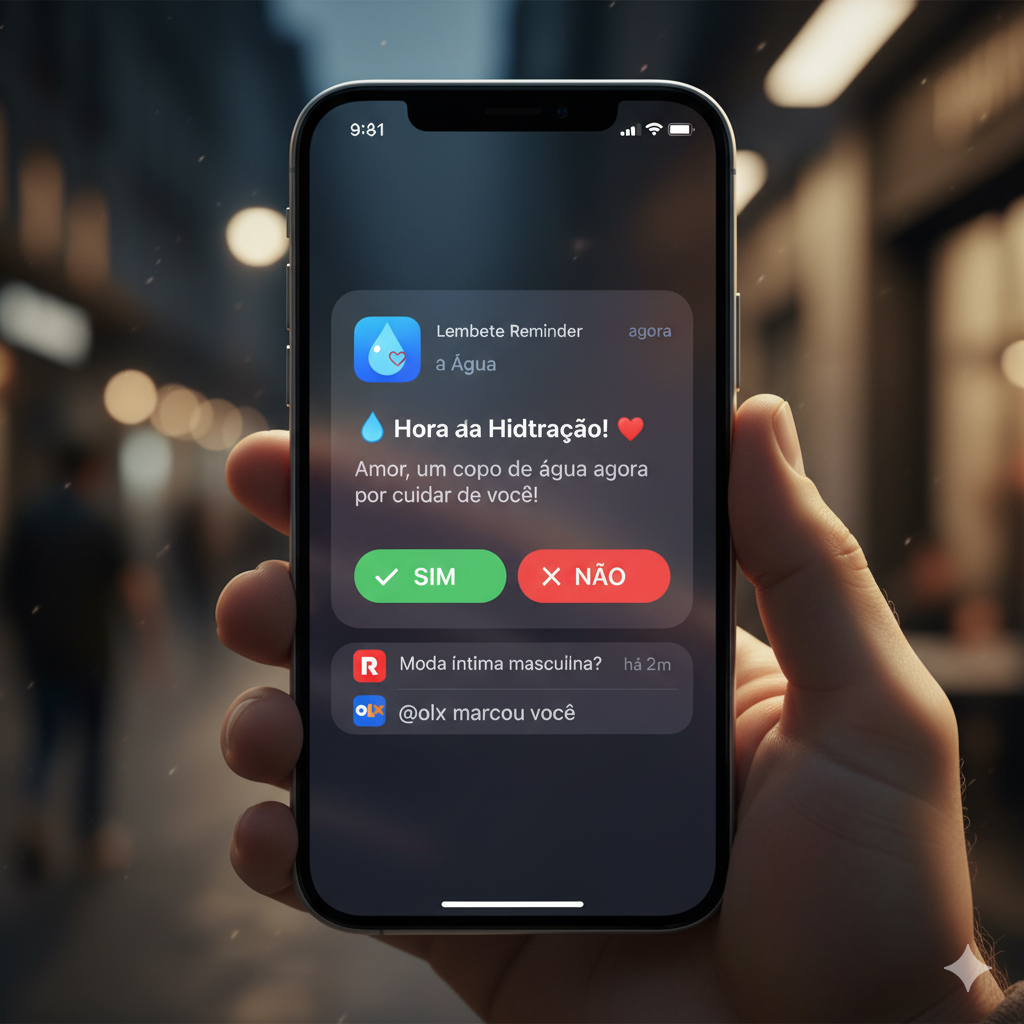 9:81
Lembete Reminder
agora
a Água
Hora da Hidtração!
Amor, um copo de água agora
por cuidar de você!
SIM
NÃO
R
Moda íntima masculina?
há 2m
OLX
@olx marcou você